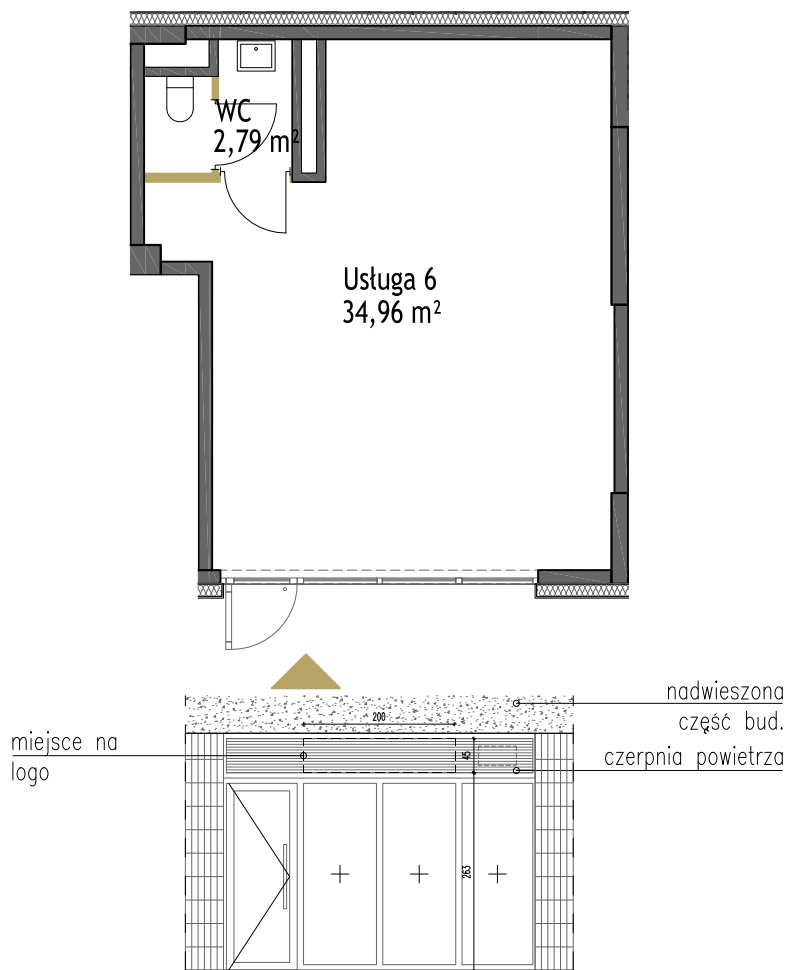 WC
2,79 m²
Usługa 6
34,96 m²
nadwieszona
część bud.
200
miejsce na
logo
45
czerpnia powietrza
263